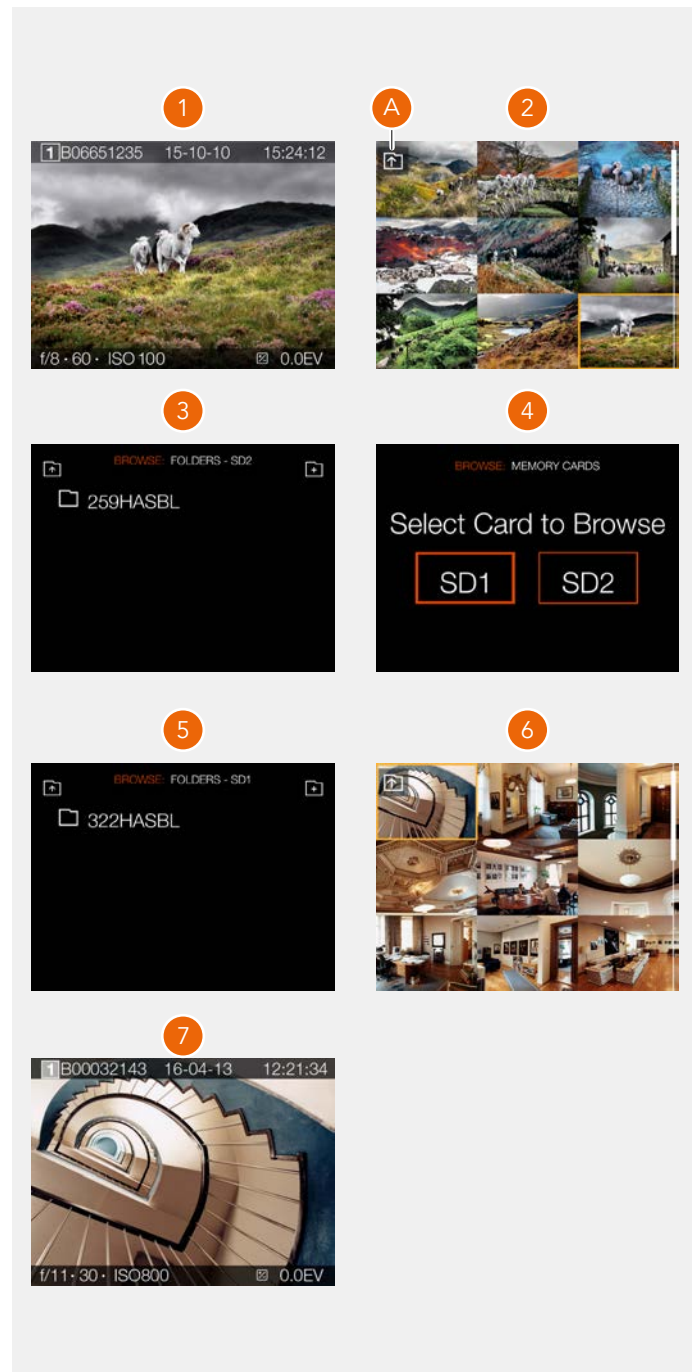 1
A
2
1 B06651235 15-10-10 15:24:12
f/8 · 60 · ISO 100 0.0EV
3
4
BROWSE: FOLDERS - SD2
259HASBL
BROWSE: MEMORY CARDS
Select Card to Browse
SD1 SD2
5
6
BROWSE: FOLDERS - SD1
322HASBL
7
1 B00032143 16-04-13 12:21:34
f/11 · 30 · ISO800 0.0EV